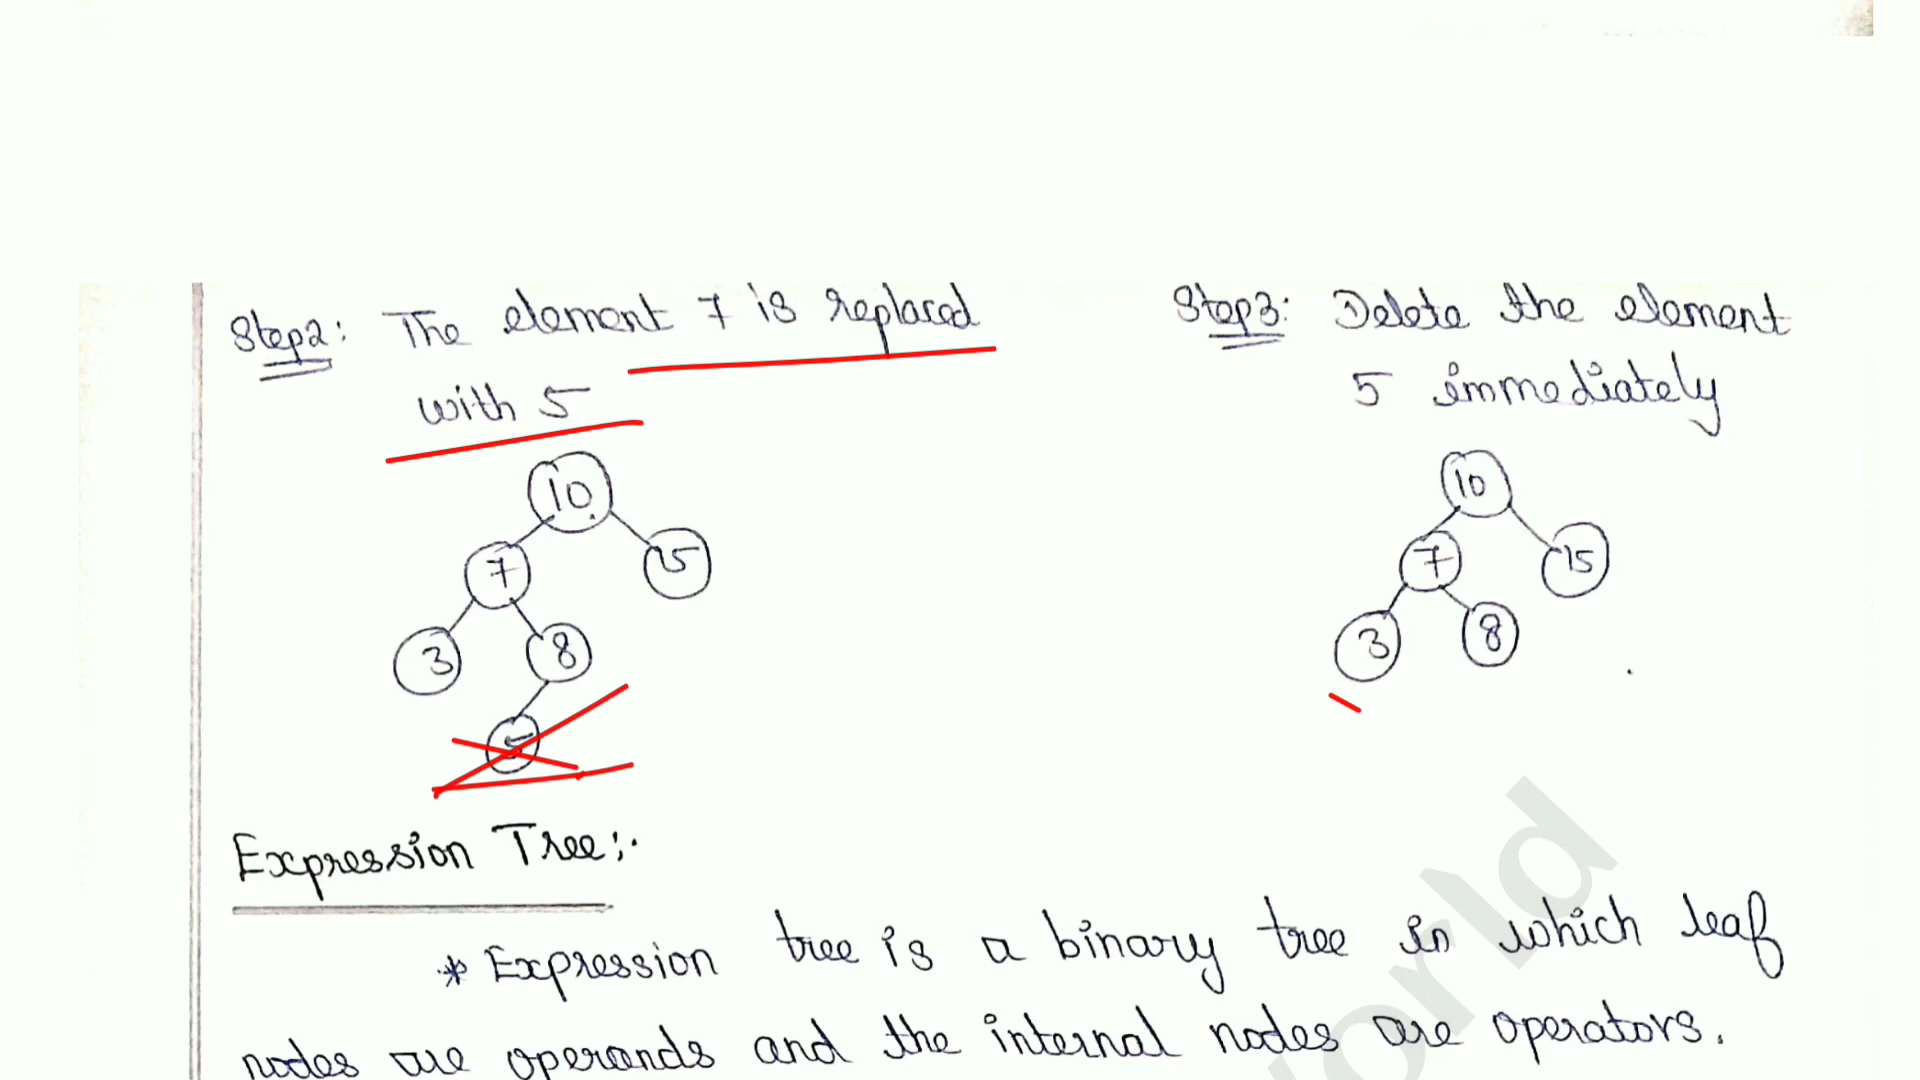 Step2: The element 7 is replaced
with 5
10
7
15
3
8
5
Step3: Delete the element
5 immediately
10
7
15
3
8
Expression Tree:-
* Expression tree is a binary tree in which leaf
nodes are operands and the internal nodes are operators.
orld